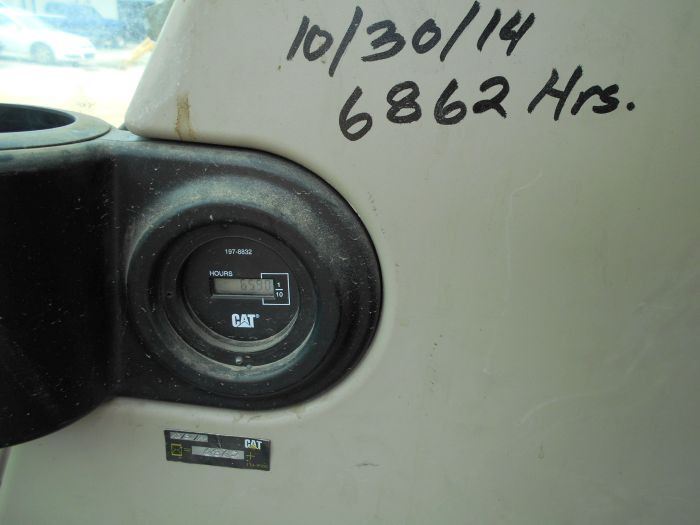 10/30/14
6862 Hrs.
197-8832
HOURS
1
10
CAT®
CAT